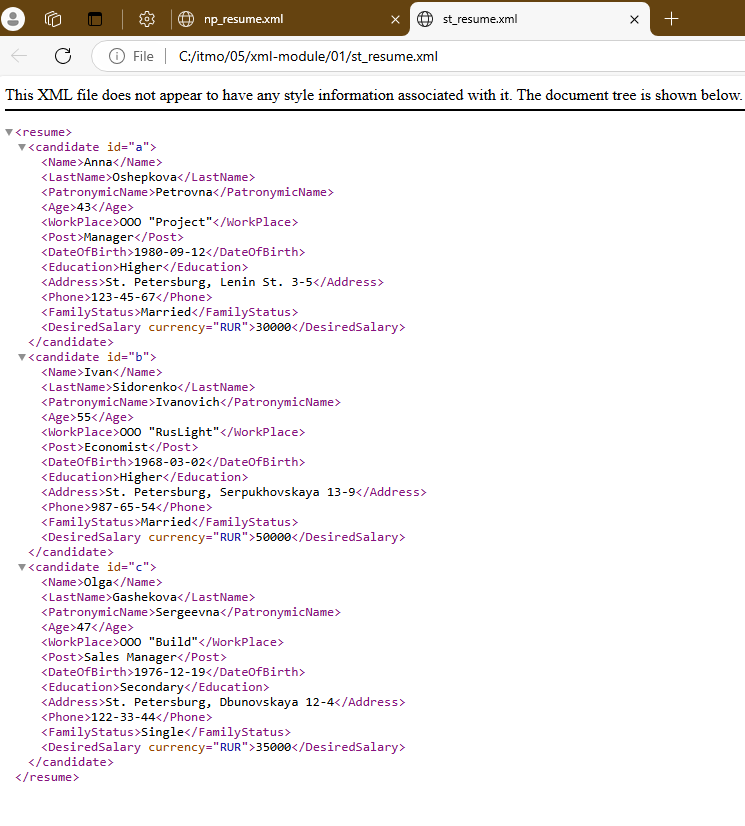 np_resume.xml
st_resume.xml
File C:/itmo/05/xml-module/01/st_resume.xml
This XML file does not appear to have any style information associated with it. The document tree is shown below.
<resume>
<candidate id="a">
<Name>Anna</Name>
<LastName>Oshepkova</LastName>
<PatronymicName>Petrovna</PatronymicName>
<Age>43</Age>
<WorkPlace>OOO "Project"</WorkPlace>
<Post>Manager</Post>
<DateOfBirth>1980-09-12</DateOfBirth>
<Education>Higher</Education>
<Address>St. Petersburg, Lenin St. 3-5</Address>
<Phone>123-45-67</Phone>
<FamilyStatus>Married</FamilyStatus>
<DesiredSalary currency="RUR">30000</DesiredSalary>
</candidate>
<candidate id="b">
<Name>Ivan</Name>
<LastName>Sidorenko</LastName>
<PatronymicName>Ivanovich</PatronymicName>
<Age>55</Age>
<WorkPlace>OOO "RusLight"</WorkPlace>
<Post>Economist</Post>
<DateOfBirth>1968-03-02</DateOfBirth>
<Education>Higher</Education>
<Address>St. Petersburg, Serpukhovskaya 13-9</Address>
<Phone>987-65-54</Phone>
<FamilyStatus>Married</FamilyStatus>
<DesiredSalary currency="RUR">50000</DesiredSalary>
</candidate>
<candidate id="c">
<Name>Olga</Name>
<LastName>Gashekova</LastName>
<PatronymicName>Sergeevna</PatronymicName>
<Age>47</Age>
<WorkPlace>OOO "Build"</WorkPlace>
<Post>Sales Manager</Post>
<DateOfBirth>1976-12-19</DateOfBirth>
<Education>Secondary</Education>
<Address>St. Petersburg, Dbunovskaya 12-4</Address>
<Phone>122-33-44</Phone>
<FamilyStatus>Single</FamilyStatus>
<DesiredSalary currency="RUR">35000</DesiredSalary>
</candidate>
</resume>